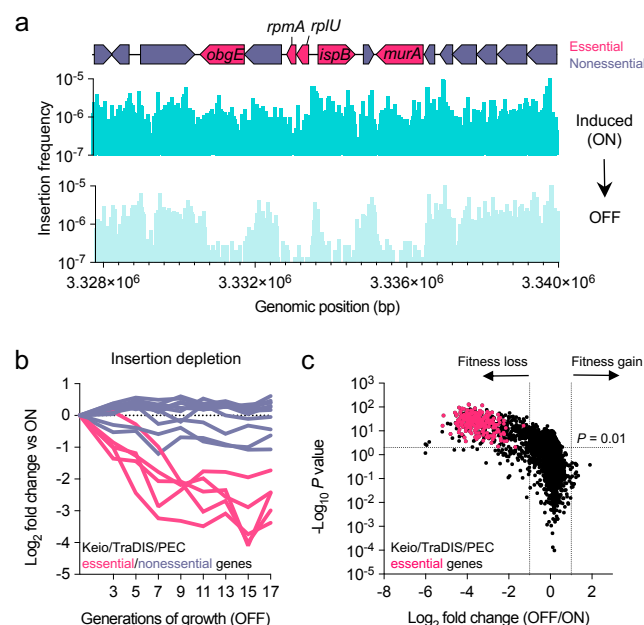 a
rpmA rplU
obgE ispB murA
Essential
Nonessential
Insertion frequency
10⁻⁵
10⁻⁶
10⁻⁷
Induced
(ON)
10⁻⁵
10⁻⁶
10⁻⁷
OFF
3.328×10⁶ 3.332×10⁶ 3.336×10⁶ 3.340×10⁶
Genomic position (bp)
b
Insertion depletion
Log₂ fold change vs ON
1
0
-1
-2
-3
-4
-5
Keio/TraDIS/PEC
essential/nonessential genes
3 5 7 9 11 13 15 17
Generations of growth (OFF)
c
Fitness loss Fitness gain
-Log₁₀ P value
10³
10²
10¹
10⁰
10⁻¹
10⁻²
10⁻³
10⁻⁴
10⁻⁵
P = 0.01
Keio/TraDIS/PEC
essential genes
-6 -4 -2 0 2
Log₂ fold change (OFF/ON)